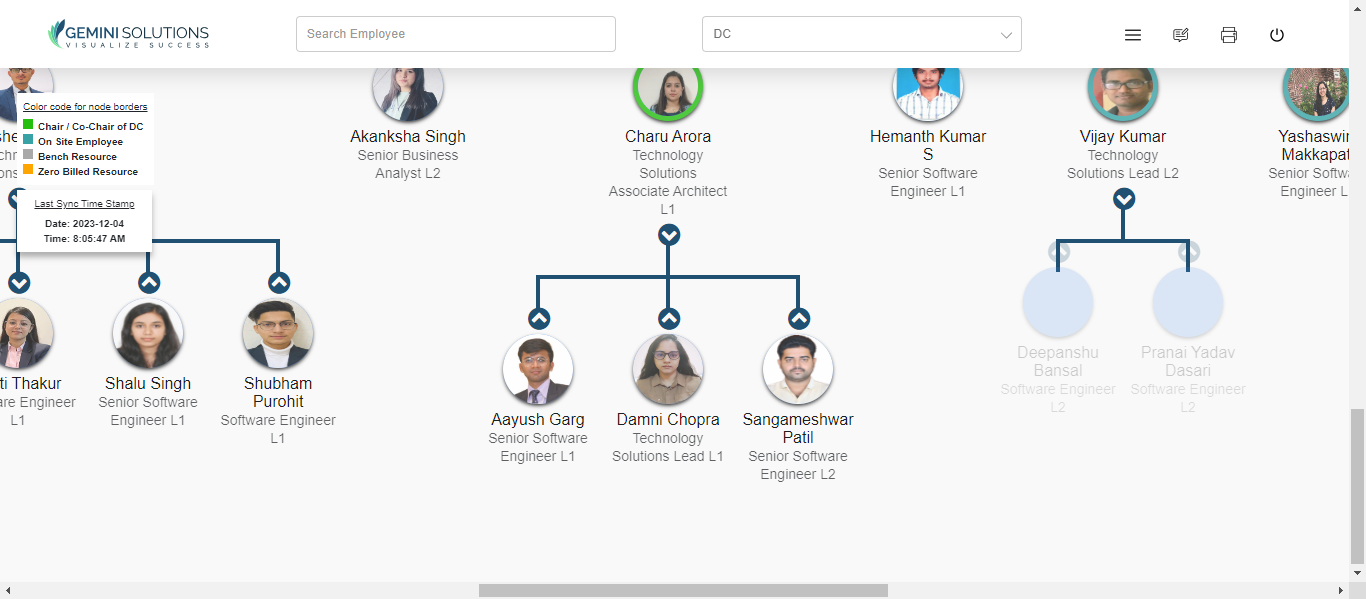 GEMINI SOLUTIONS
VISUALIZE SUCCESS
Search Employee
DC
Color code for node borders
Chair / Co-Chair of DC
On Site Employee
Bench Resource
Zero Billed Resource
Last Sync Time Stamp
Date: 2023-12-04
Time: 8:05:47 AM
Akanksha Singh
Senior Business
Analyst L2
Charu Arora
Technology
Solutions
Associate Architect
L1
Hemanth Kumar
S
Senior Software
Engineer L1
Vijay Kumar
Technology
Solutions Lead L2
Yashaswin
Makkapat
Senior Softw
Engineer L
ti Thakur
are Engineer
L1
Shalu Singh
Senior Software
Engineer L1
Shubham
Purohit
Software Engineer
L1
Aayush Garg
Senior Software
Engineer L1
Damni Chopra
Technology
Solutions Lead L1
Sangameshwar
Patil
Senior Software
Engineer L2
Deepanshu
Bansal
Software Engineer
L2
Pranai Yadav
Dasari
Software Engineer
L2